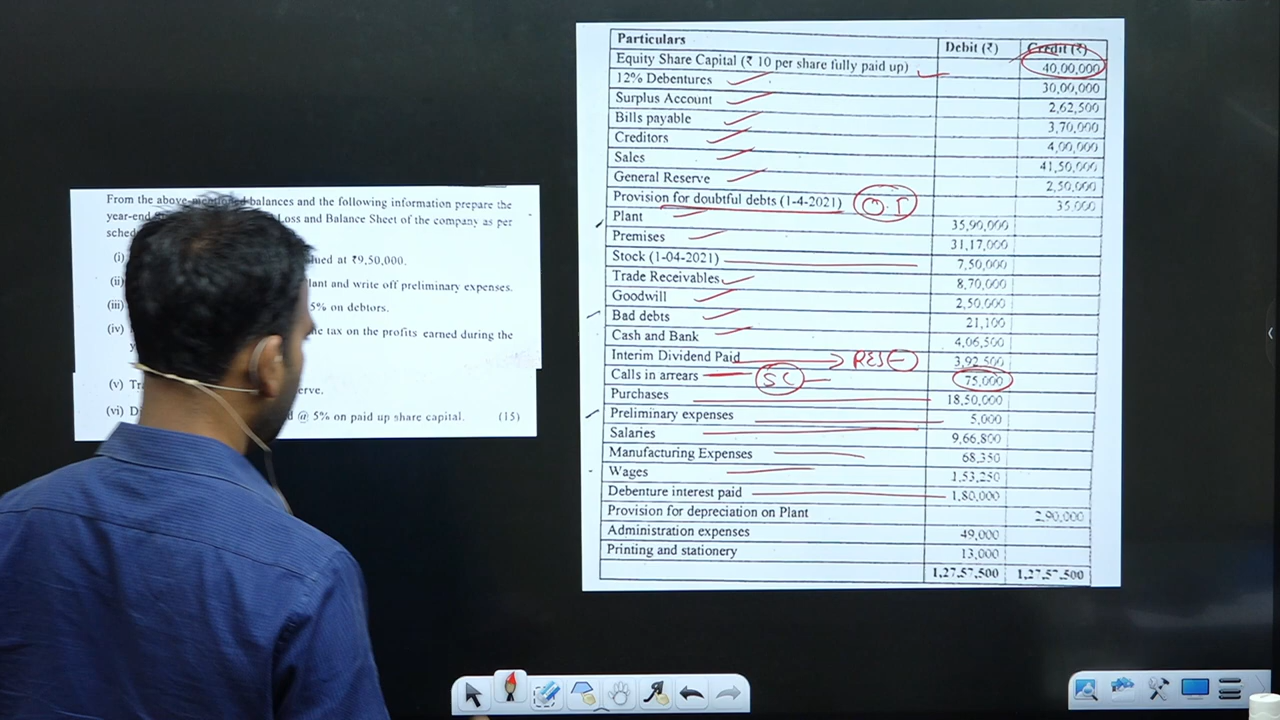 From the above balances and the following information prepare the
year-end Loss and Balance Sheet of the company as per
sched
(i) lued at ₹9,50,000.
(ii) lant and write off preliminary expenses.
(iii) 5% on debtors.
(iv) tax on the profits earned during the
(v) Tr erve.
(vi) D @ 5% on paid up share capital. (15)
Particulars Debit (₹) Credit (₹)
Equity Share Capital (₹ 10 per share fully paid up) 40,00,000
12% Debentures 30,00,000
Surplus Account 2,62,500
Bills payable 3,70,000
Creditors 4,00,000
Sales 41,50,000
General Reserve 2,50,000
Provision for doubtful debts (1-4-2021) 35,000
Plant 35,90,000
Premises 31,17,000
Stock (1-04-2021) 7,50,000
Trade Receivables 8,70,000
Goodwill 2,50,000
Bad debts 21,100
Cash and Bank 4,06,500
Interim Dividend Paid RES 3,92,500
Calls in arrears SC 75,000
Purchases 18,50,000
Preliminary expenses 5,000
Salaries 9,66,800
Manufacturing Expenses 68,350
Wages 1,53,250
Debenture interest paid 1,80,000
Provision for depreciation on Plant 2,90,000
Administration expenses 49,000
Printing and stationery 13,000
1,27,57,500 1,27,57,500